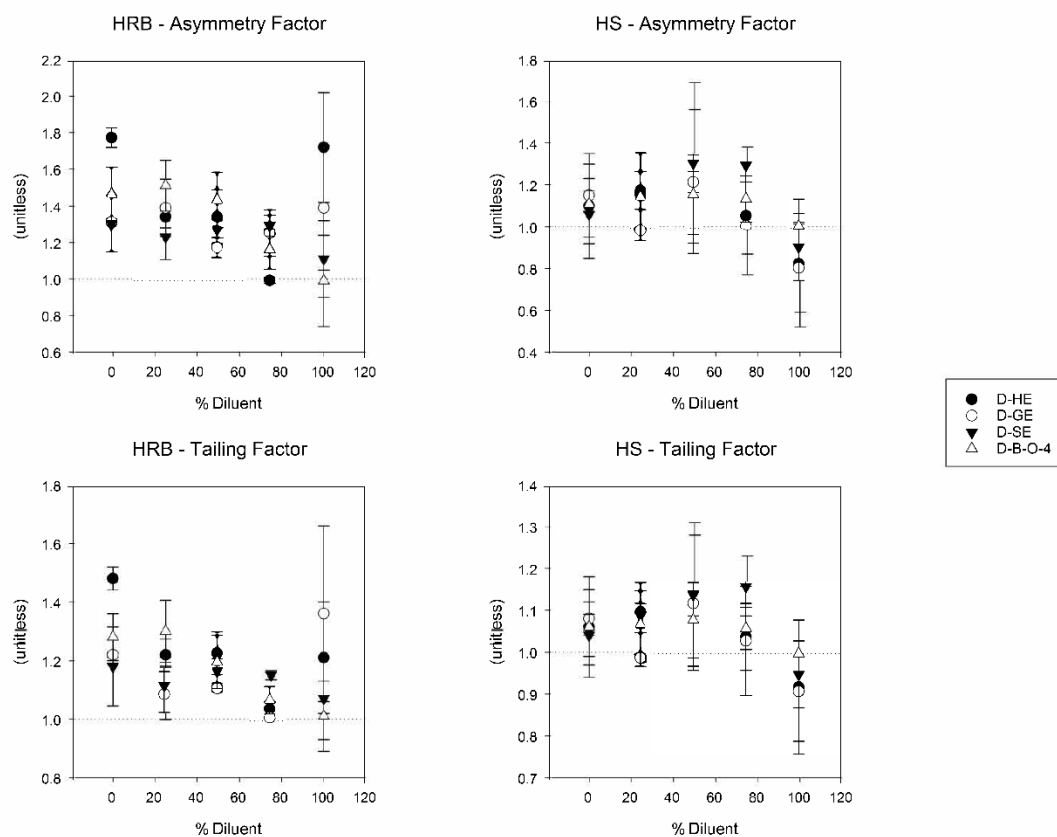 HRB - Asymmetry Factor
2.2
2.0
1.8
1.6
1.4
1.2
1.0
0.8
0.6
(unitless)
0 20 40 60 80 100 120
% Diluent
HS - Asymmetry Factor
1.8
1.6
1.4
1.2
1.0
0.8
0.6
0.4
(unitless)
0 20 40 60 80 100 120
% Diluent
D-HE
D-GE
D-SE
D-B-O-4
HRB - Tailing Factor
1.8
1.6
1.4
1.2
1.0
0.8
(unitless)
0 20 40 60 80 100 120
% Diluent
HS - Tailing Factor
1.4
1.3
1.2
1.1
1.0
0.9
0.8
0.7
(unitless)
0 20 40 60 80 100 120
% Diluent